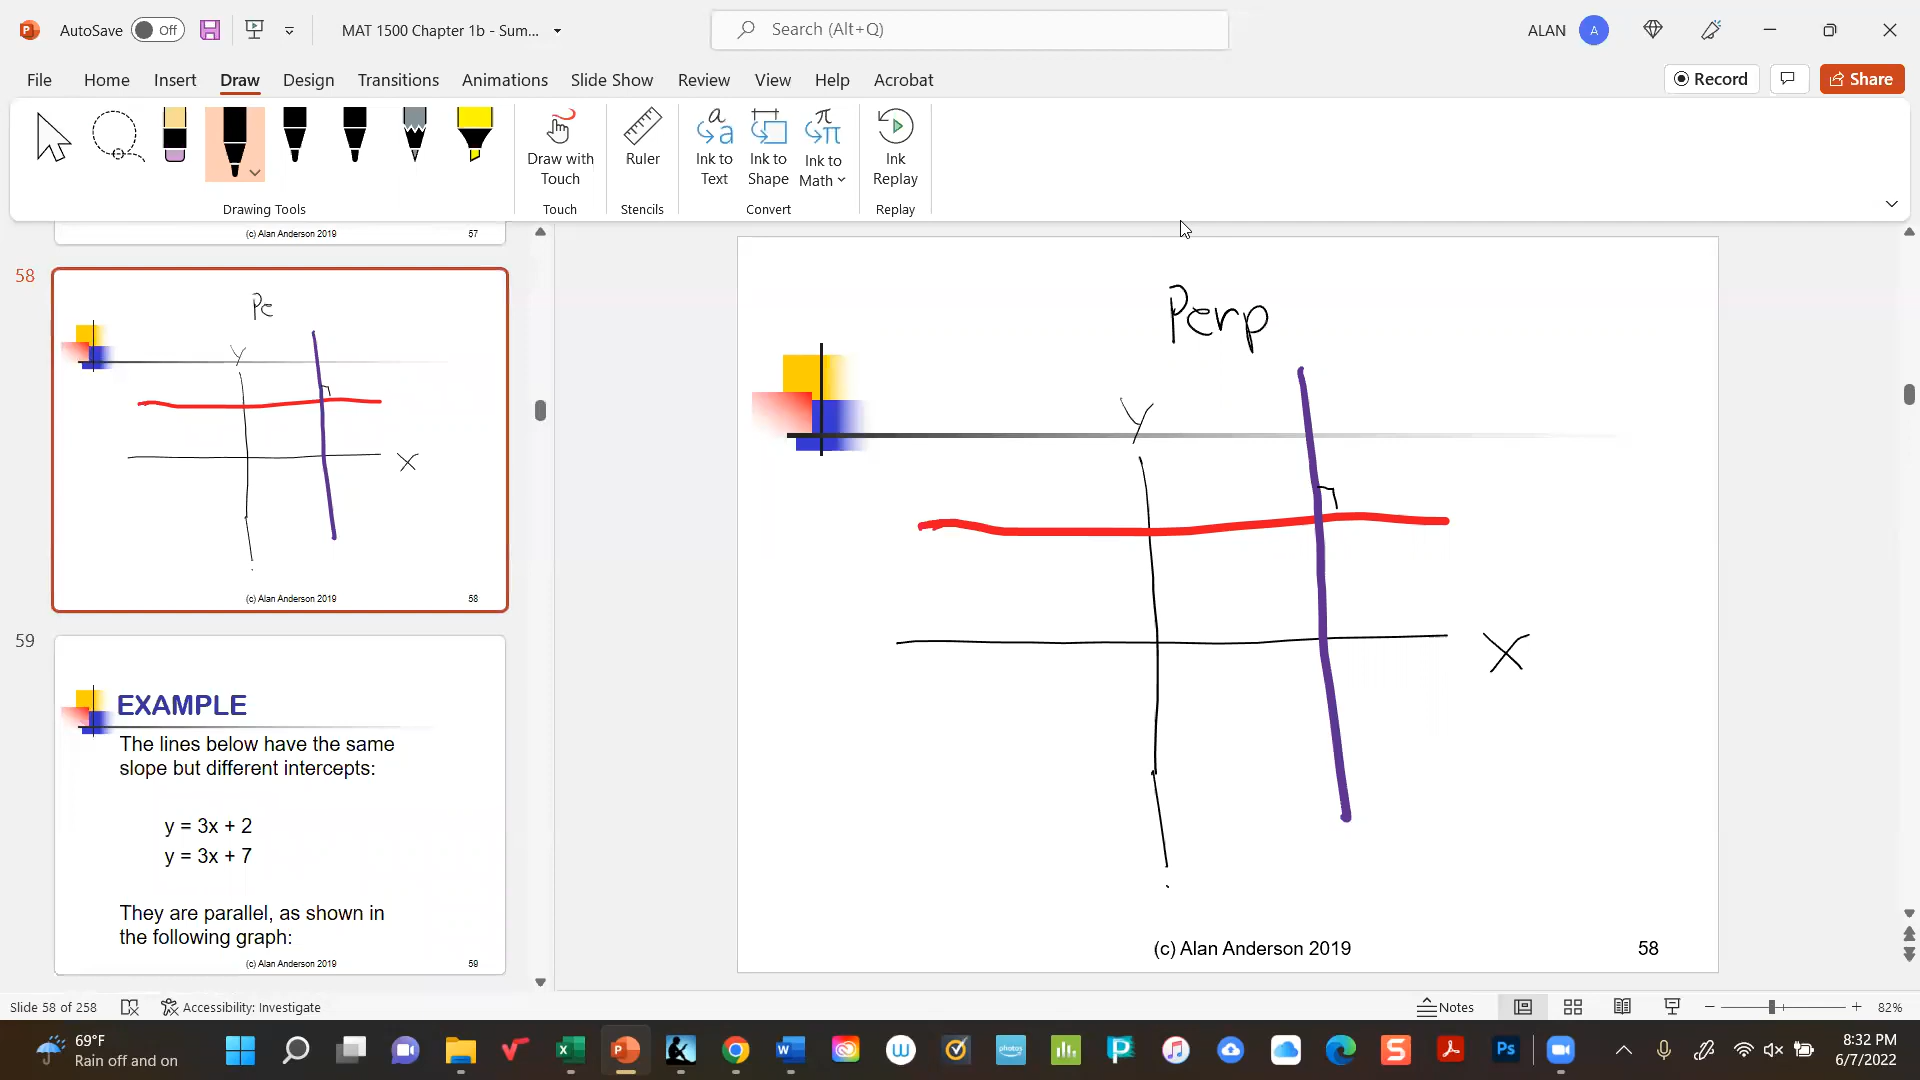 AutoSave Off MAT 1500 Chapter 1b - Sum... Search (Alt+Q) ALAN A
File Home Insert Draw Design Transitions Animations Slide Show Review View Help Acrobat Record Share
Draw with Touch
Ruler
Ink to Text
Ink to Shape
Ink to Math
Ink Replay
Drawing Tools Touch Stencils Convert Replay
(c) Alan Anderson 2019 57
58
Pe
Y
X
(c) Alan Anderson 2019 58
59
EXAMPLE
The lines below have the same
slope but different intercepts:
y = 3x + 2
y = 3x + 7
They are parallel, as shown in
the following graph:
(c) Alan Anderson 2019 59
Perp
Y
X
(c) Alan Anderson 2019 58
Slide 58 of 258 Accessibility: Investigate Notes 82%
69°F
Rain off and on
photos
Ps
8:32 PM
6/7/2022